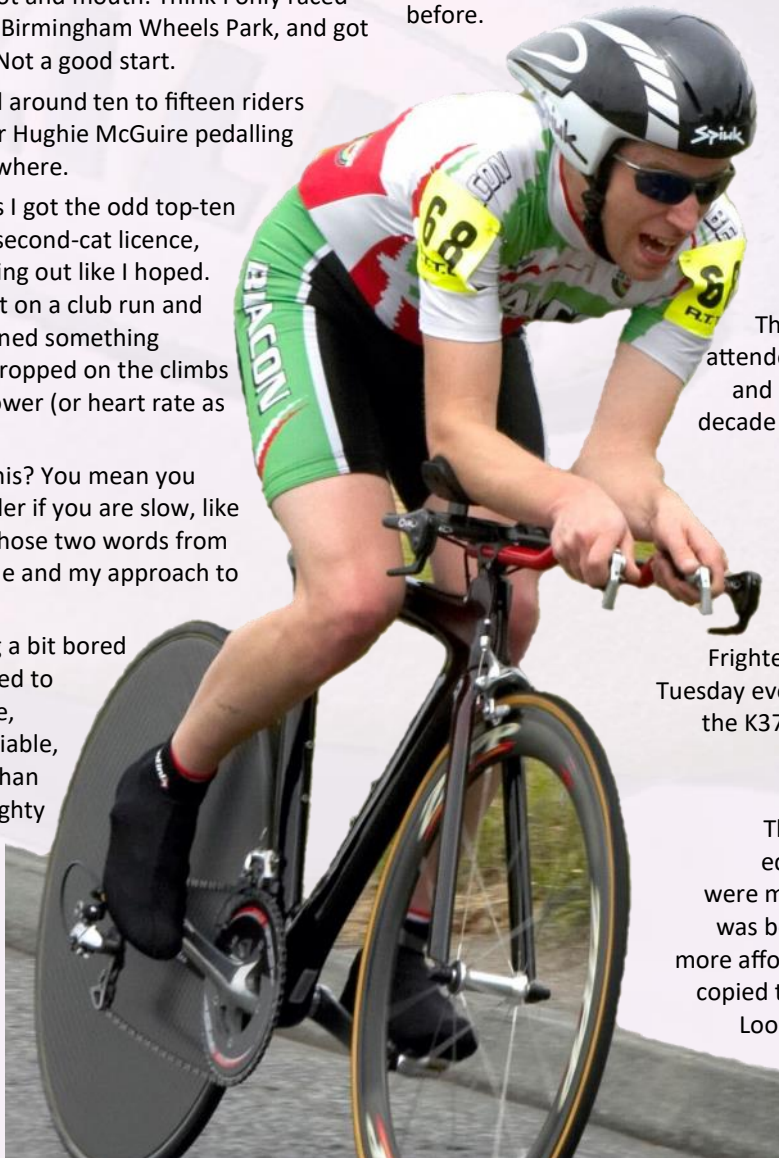 ot and mouth. Think I only raced
Birmingham Wheels Park, and got
Not a good start.
around ten to fifteen riders
r Hughie McGuire pedalling
where.
s I got the odd top-ten
second-cat licence,
ing out like I hoped.
t on a club run and
ned something
ropped on the climbs
ower (or heart rate as
his? You mean you
der if you are slow, like
hose two words from
e and my approach to
g a bit bored
ed to
e,
iable,
han
ghty
before.
Spiuk
68
R.T.T.C.
BIACON
Th
attende
and
decade
Frighte
Tuesday eve
the K37
Th
ec
were m
was be
more affo
copied t
Loo